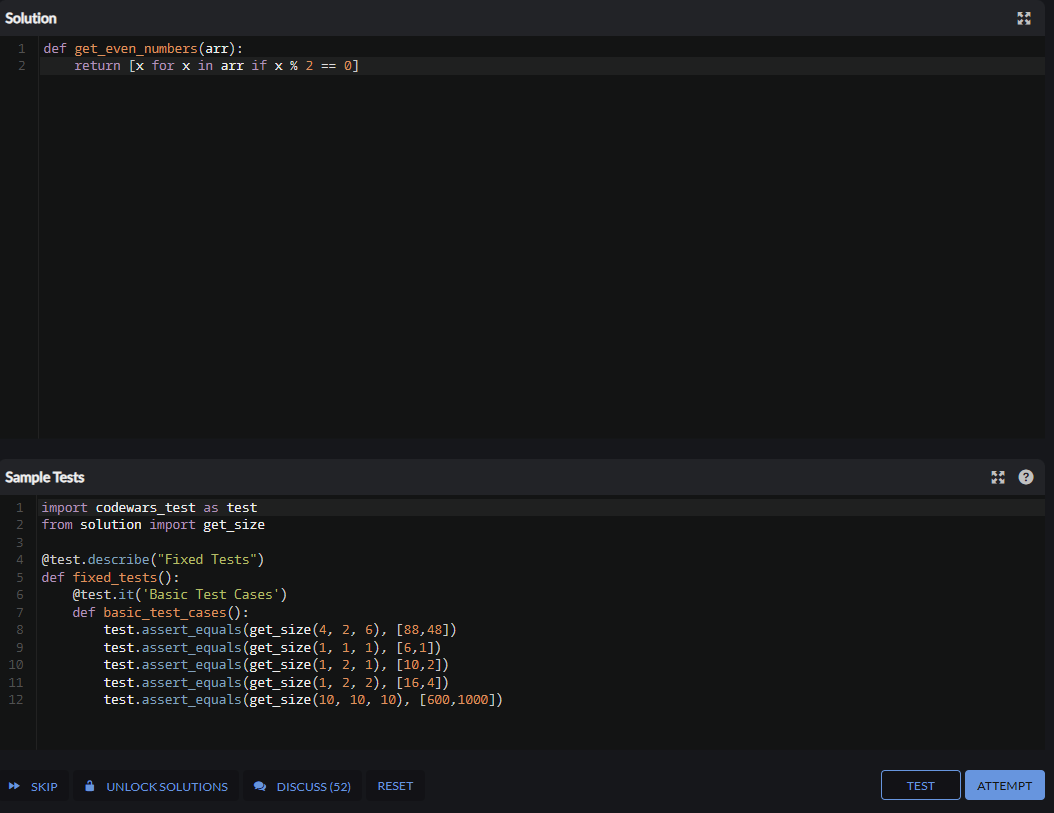 Solution
1 def get_even_numbers(arr):
2     return [x for x in arr if x % 2 == 0]
Sample Tests
?
1 import codewars_test as test
2 from solution import get_size
3
4 @test.describe("Fixed Tests")
5 def fixed_tests():
6     @test.it('Basic Test Cases')
7     def basic_test_cases():
8         test.assert_equals(get_size(4, 2, 6), [88,48])
9         test.assert_equals(get_size(1, 1, 1), [6,1])
10         test.assert_equals(get_size(1, 2, 1), [10,2])
11         test.assert_equals(get_size(1, 2, 2), [16,4])
12         test.assert_equals(get_size(10, 10, 10), [600,1000])
SKIP UNLOCK SOLUTIONS DISCUSS (52) RESET TEST ATTEMPT